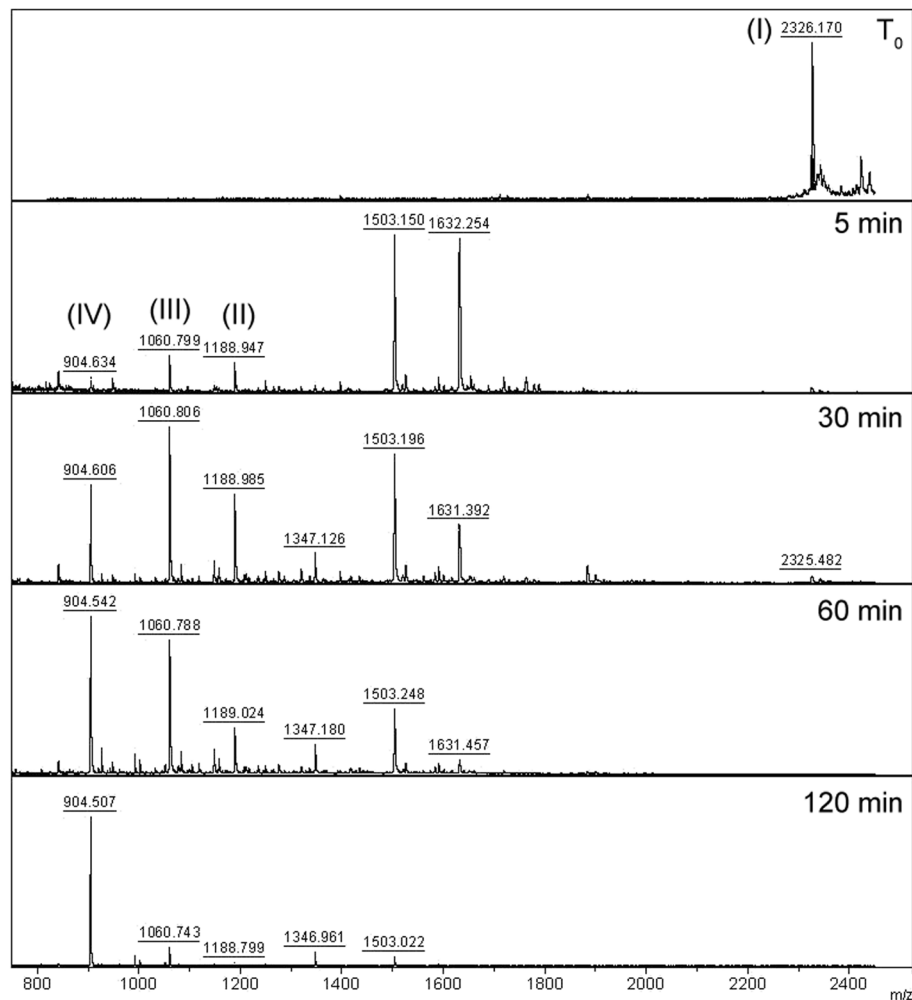 (I) 2326.170 T0
5 min
1503.150 1632.254
(IV) (III) (II)
904.634 1060.799 1188.947
30 min
904.606 1060.806 1188.985 1347.126 1503.196 1631.392 2325.482
60 min
904.542 1060.788 1189.024 1347.180 1503.248 1631.457
120 min
904.507 1060.743 1188.799 1346.961 1503.022
800 1000 1200 1400 1600 1800 2000 2200 2400
m/z